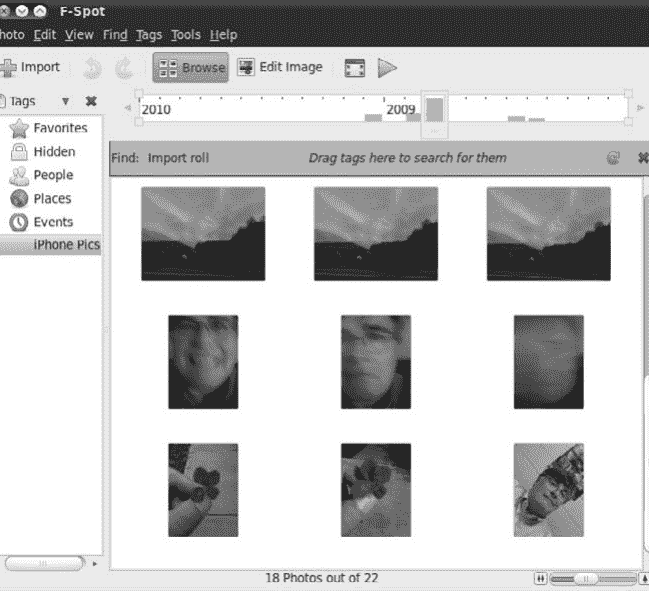 F-Spot
hoto Edit View Find Tags Tools Help
Import Browse Edit Image
Tags
2010 2009
Favorites
Hidden
People
Places
Events
iPhone Pics
Find: Import roll Drag tags here to search for them
18 Photos out of 22